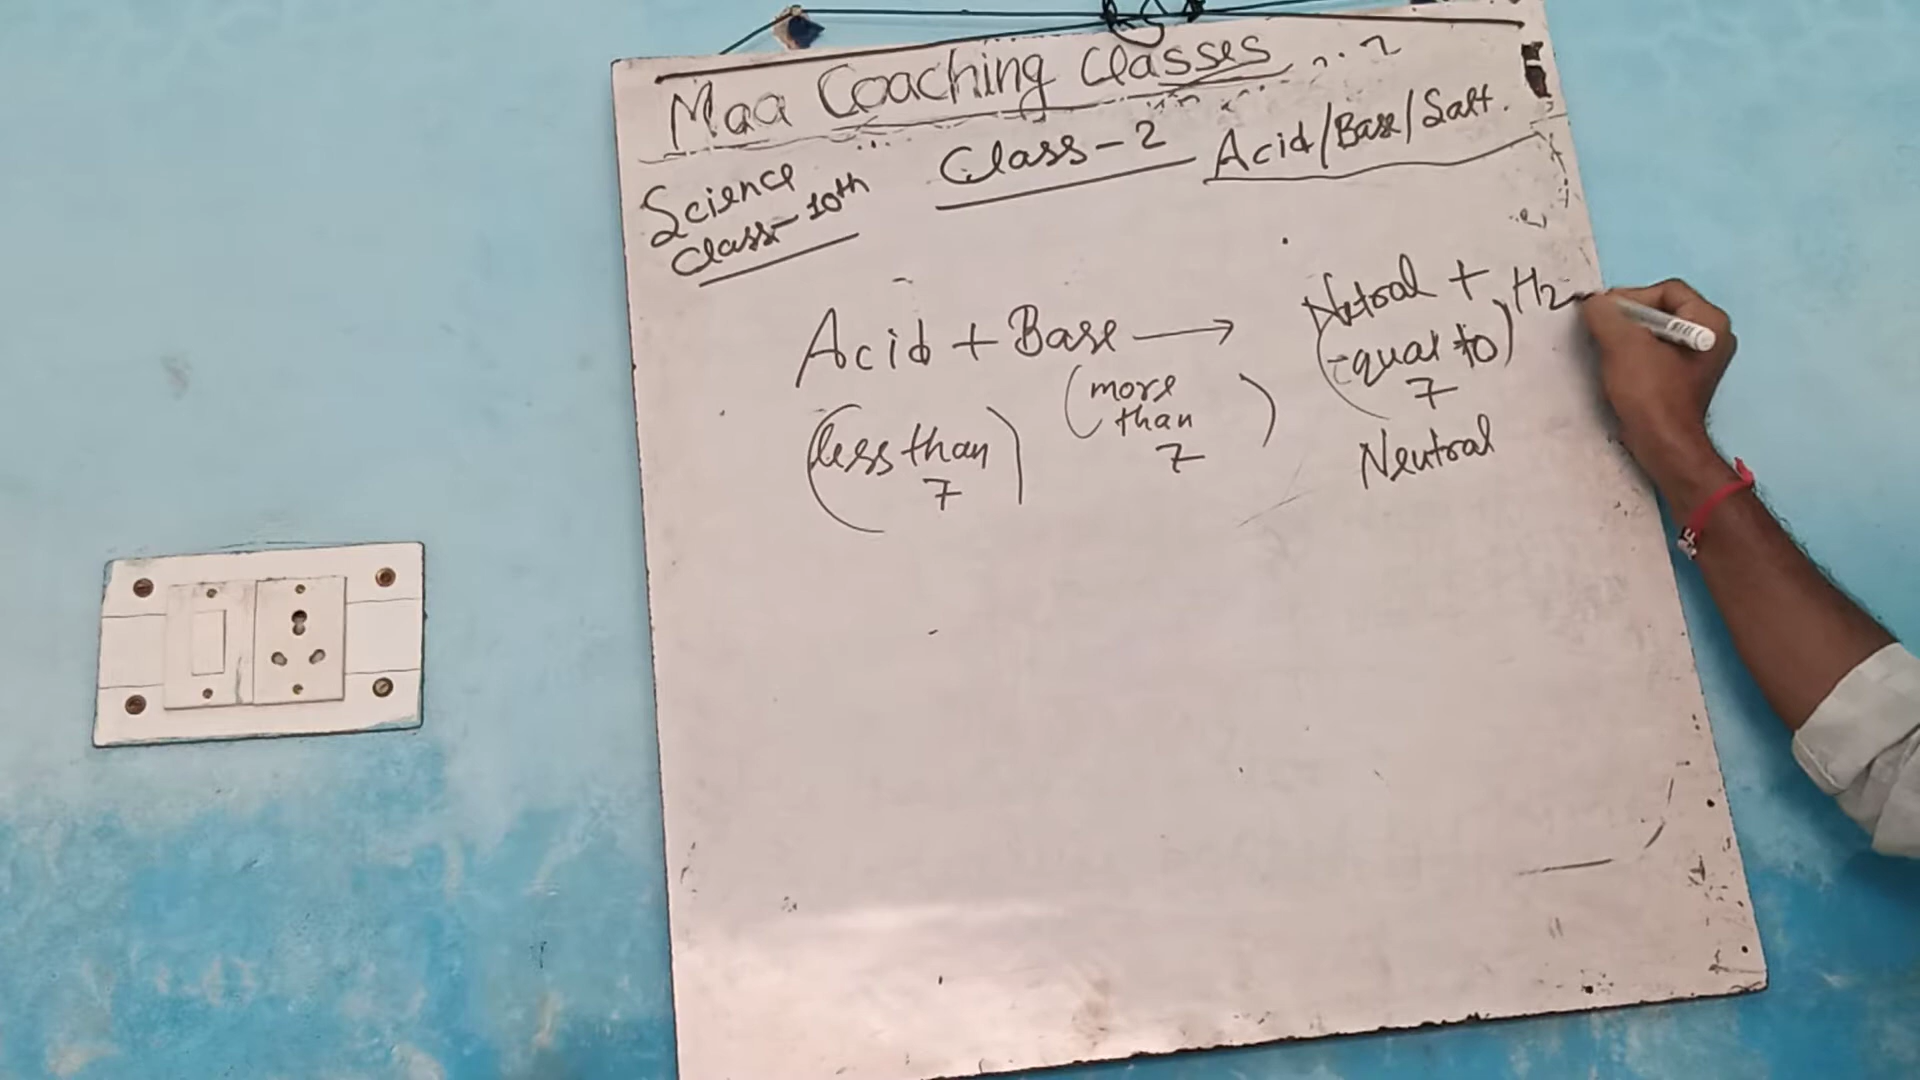 Maa Coaching Classes
Class-2
Acid/Base/Salt.
Science
Class-10th
Acid + Base → Netral + H2
(less than 7)
(more than 7)
(equal to 7)
Neutral